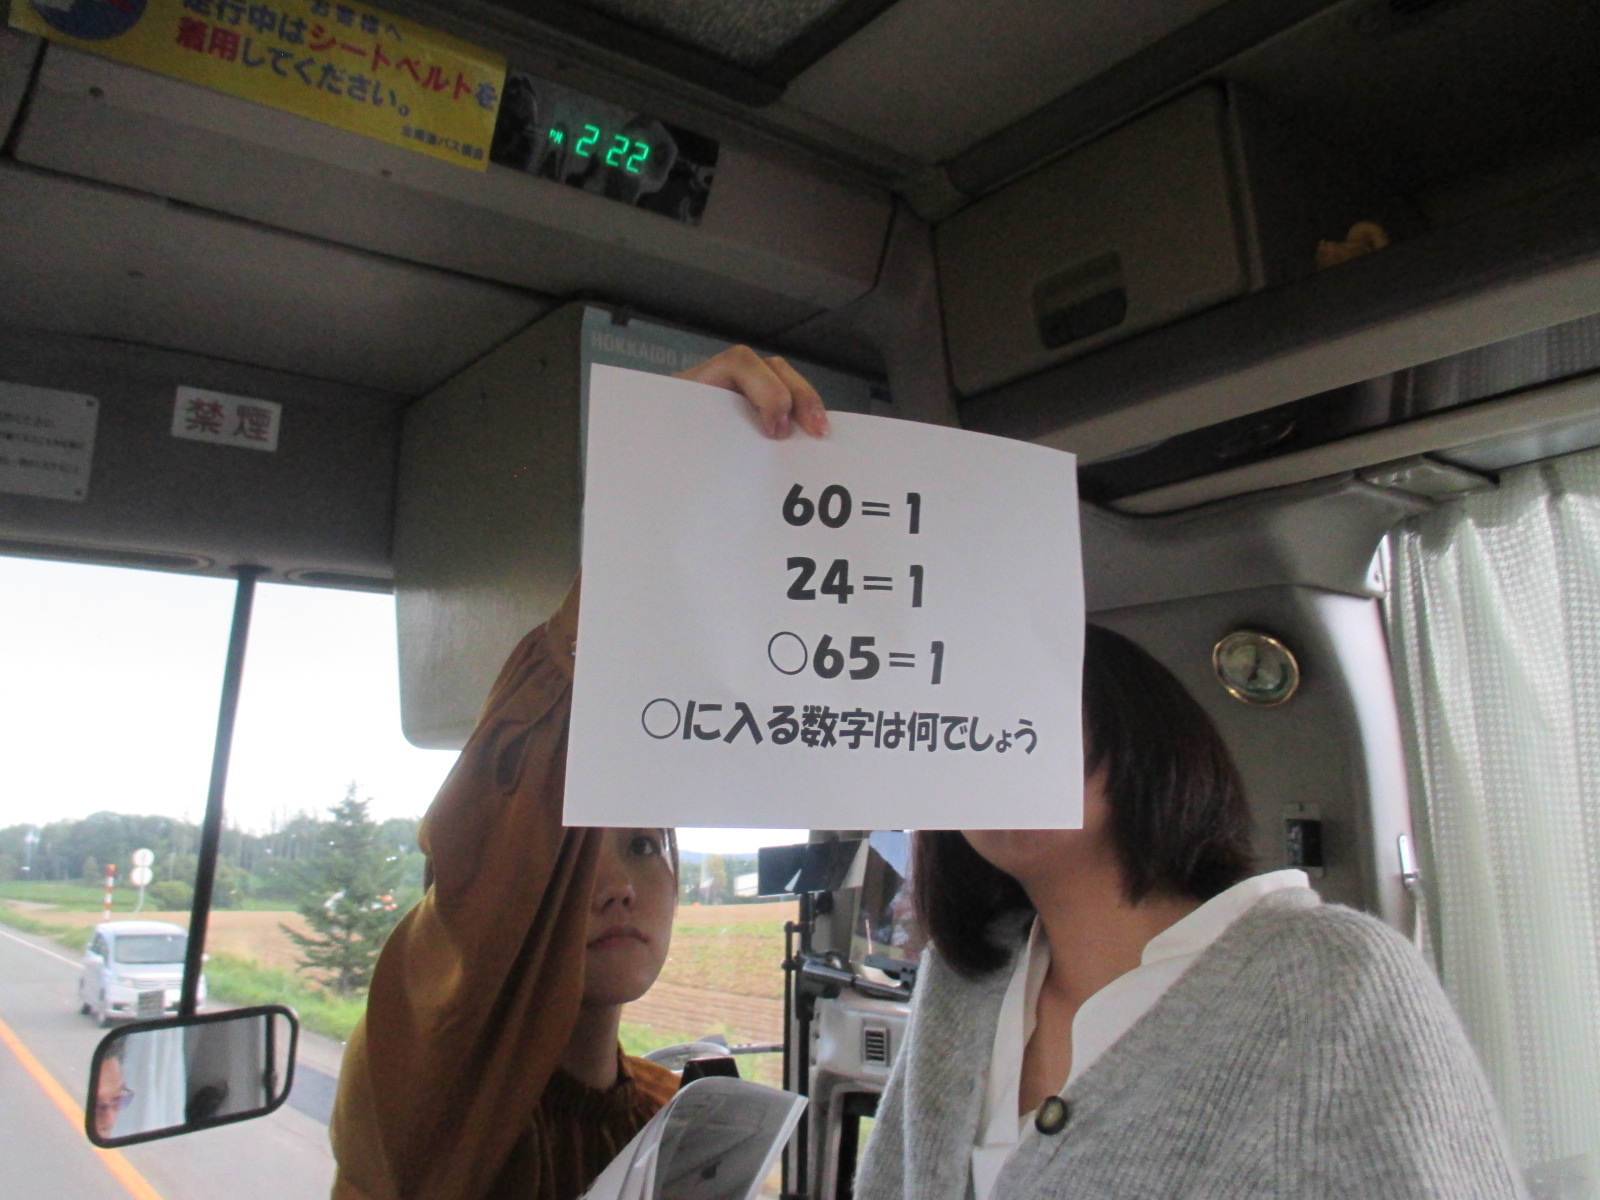 お客様へ
走行中はシートベルトを
着用してください。
PM 2 22
HOKKAIDO
禁煙
60=1
24=1
○65=1
○に入る数字は何でしょう